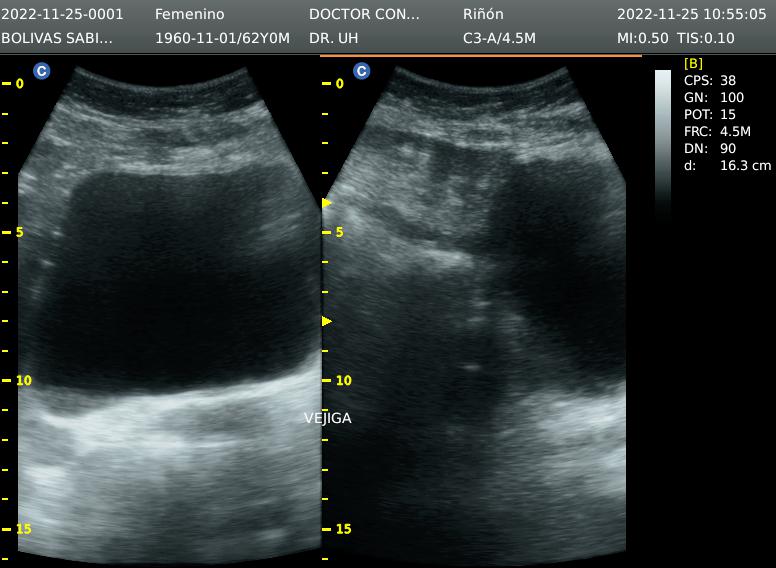 2022-11-25-0001 Femenino DOCTOR CON... Riñón 2022-11-25 10:55:05
BOLIVAS SABI... 1960-11-01/62Y0M DR. UH C3-A/4.5M MI:0.50 TIS:0.10
[B]
CPS: 38
GN: 100
POT: 15
FRC: 4.5M
DN: 90
d: 16.3 cm
C C
0 0
5 5
10 10
VEJIGA
15 15